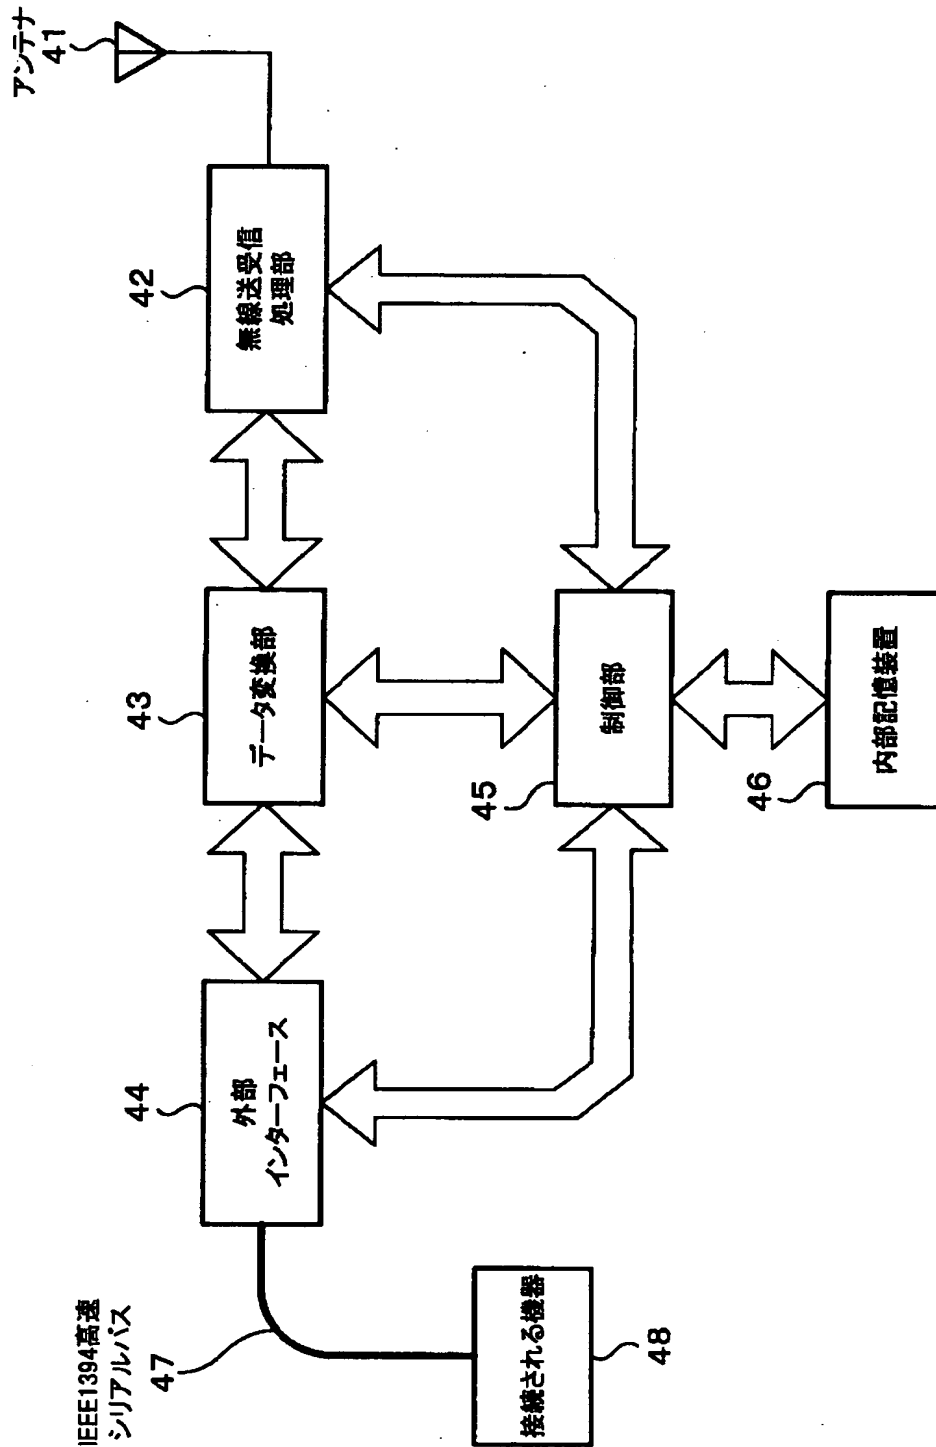 IEEE1394高速
シリアルバス
47
接続される機器
48
44
外部
インターフェース
43
データ変換部
42
無線送受信
処理部
アンテナ
41
45
制御部
46
内部記憶装置